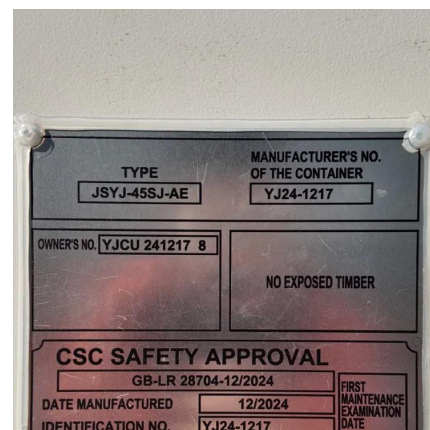 TYPE
JSYJ-45SJ-AE
MANUFACTURER'S NO.
OF THE CONTAINER
YJ24-1217
OWNER'S NO. YJCU 241217 8
NO EXPOSED TIMBER
CSC SAFETY APPROVAL
GB-LR 28704-12/2024
DATE MANUFACTURED 12/2024
IDENTIFICATION NO. YJ24-1217
FIRST
MAINTENANCE
EXAMINATION
DATE